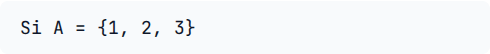 Si A = {1, 2, 3}